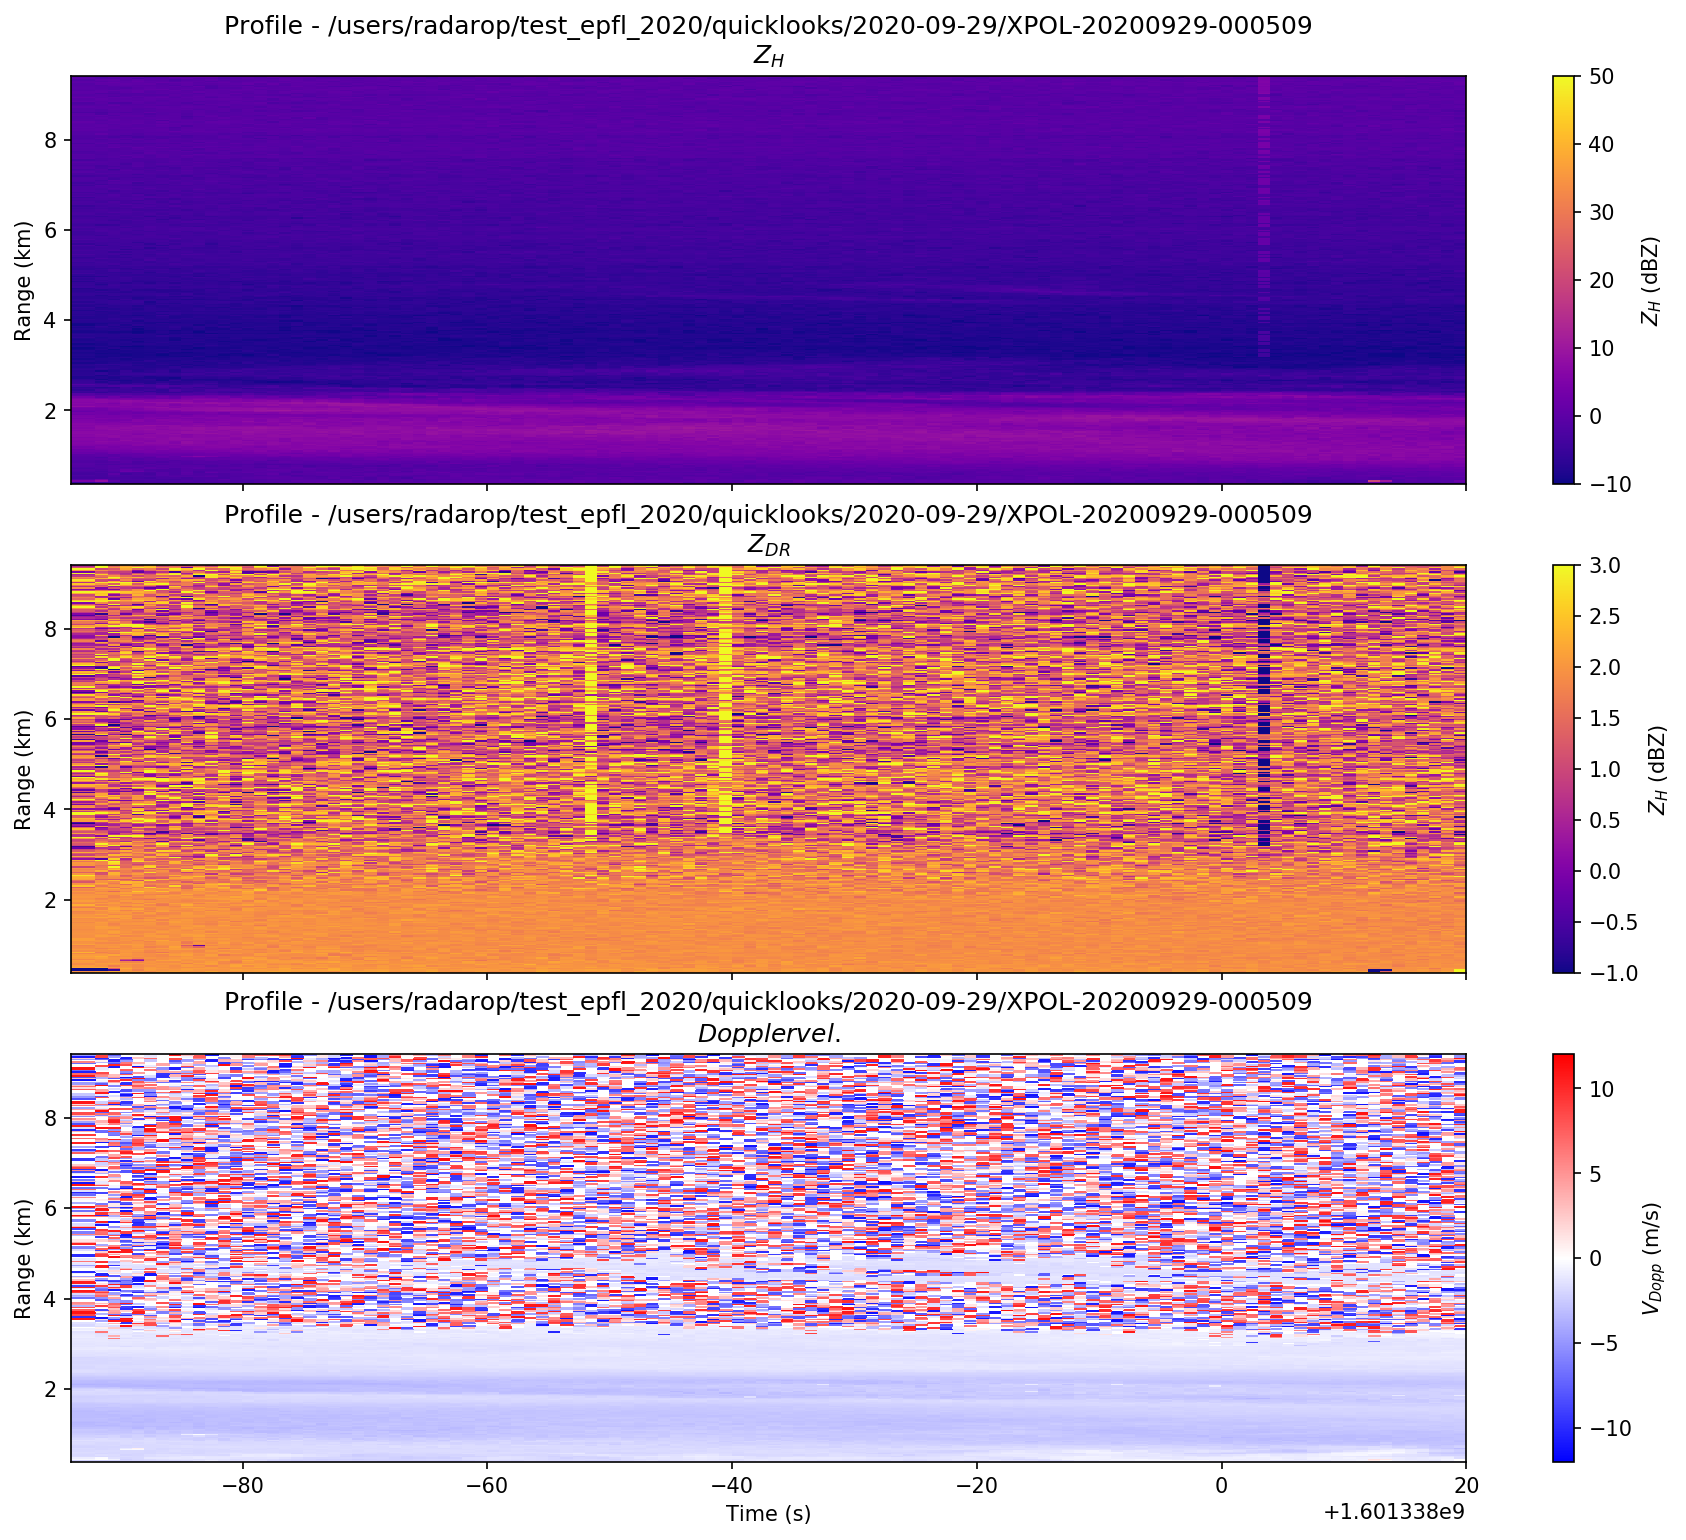 Profile - /users/radarop/test_epfl_2020/quicklooks/2020-09-29/XPOL-20200929-000509
Z_H
8
6
4
2
Range (km)
50
40
30
20
10
0
−10
Z_H (dBZ)
Profile - /users/radarop/test_epfl_2020/quicklooks/2020-09-29/XPOL-20200929-000509
Z_DR
8
6
4
2
Range (km)
3.0
2.5
2.0
1.5
1.0
0.5
0.0
−0.5
−1.0
Z_H (dBZ)
Profile - /users/radarop/test_epfl_2020/quicklooks/2020-09-29/XPOL-20200929-000509
Dopplervel.
8
6
4
2
Range (km)
10
5
0
−5
−10
V_Dopp (m/s)
−80 −60 −40 −20 0 20
Time (s)
+1.601338e9